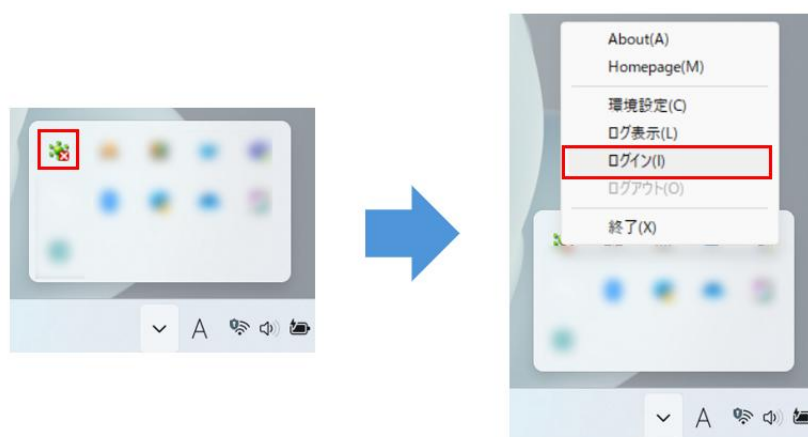 A
About(A)
Homepage(M)
環境設定(C)
ログ表示(L)
ログイン(I)
ログアウト(O)
終了(X)
A